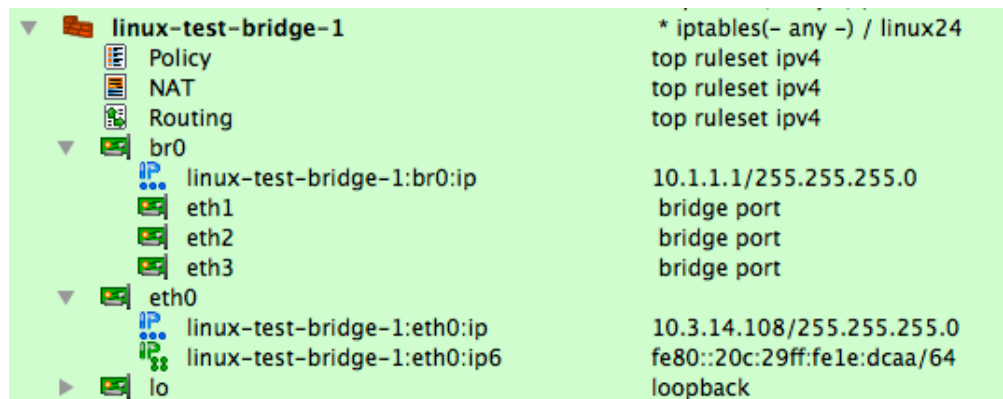 linux-test-bridge-1 * iptables(- any -) / linux24
Policy top ruleset ipv4
NAT top ruleset ipv4
Routing top ruleset ipv4
br0
linux-test-bridge-1:br0:ip 10.1.1.1/255.255.255.0
eth1 bridge port
eth2 bridge port
eth3 bridge port
eth0
linux-test-bridge-1:eth0:ip 10.3.14.108/255.255.255.0
linux-test-bridge-1:eth0:ip6 fe80::20c:29ff:fe1e:dcaa/64
lo loopback